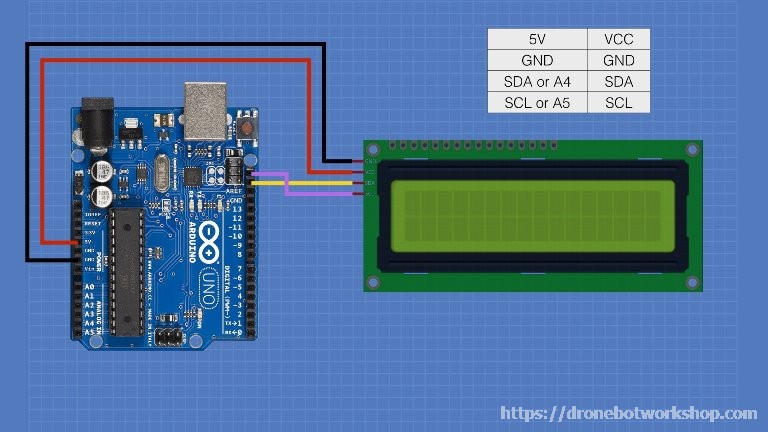 5V VCC
GND GND
SDA or A4 SDA
SCL or A5 SCL
GND
VCC
SDA
AREF
GND
13
12
~11
~10
~9
8
7
~6
~5
4
~3
2
TX→1
RX←0
DIGITAL (PWM~)
IOREF
RESET
3.3V
5V
GND
GND
Vin
POWER
A0
A1
A2
A3
A4
A5
ANALOG IN
ARDUINO
UNO
https://dronebotworkshop.com